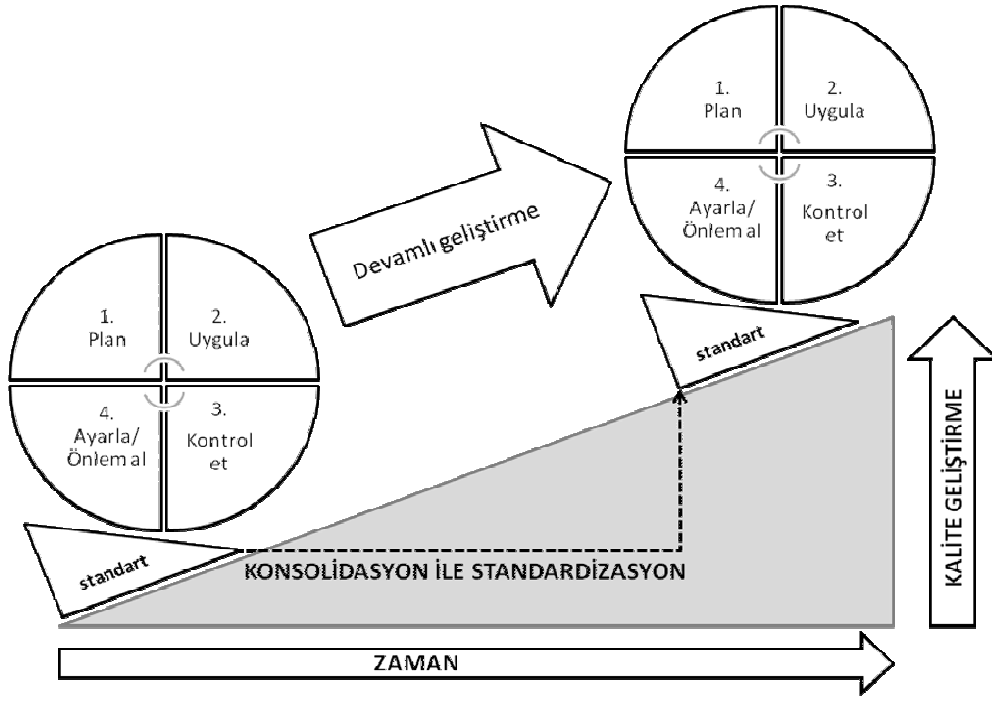 1.
Plan
2.
Uygula
4.
Ayarla/
Önlem al
3.
Kontrol
et
standart
Devamlı geliştirme
1.
Plan
2.
Uygula
4.
Ayarla/
Önlem al
3.
Kontrol
et
standart
KONSOLİDASYON İLE STANDARDİZASYON
KALİTE GELİŞTİRME
ZAMAN